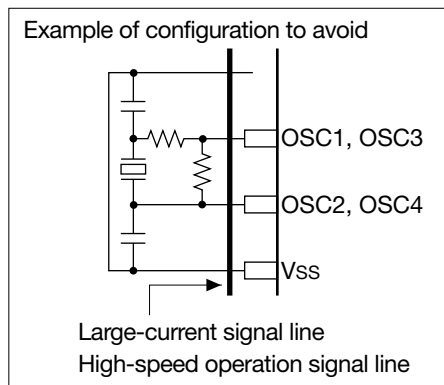 Example of configuration to avoid
OSC1, OSC3
OSC2, OSC4
Vss
Large-current signal line
High-speed operation signal line